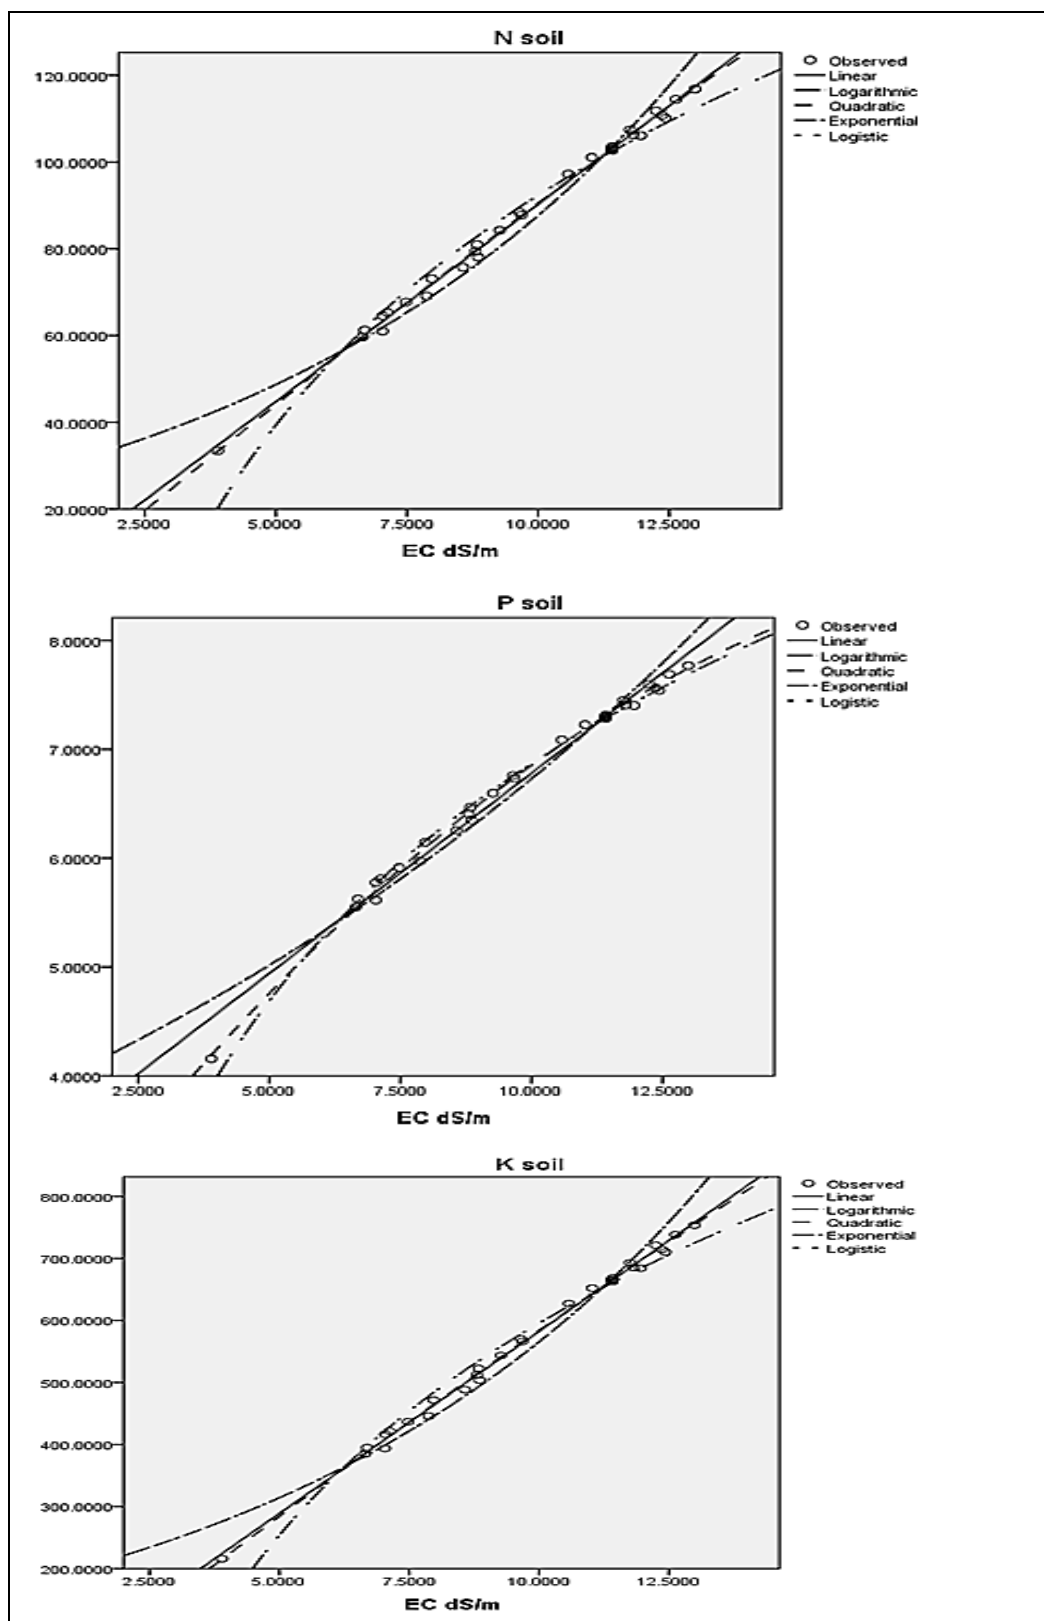 N soil
120.0000
100.0000
80.0000
60.0000
40.0000
20.0000
2.5000 5.0000 7.5000 10.0000 12.5000
EC dS/m
Observed
Linear
Logarithmic
Quadratic
Exponential
Logistic
P soil
8.0000
7.0000
6.0000
5.0000
4.0000
2.5000 5.0000 7.5000 10.0000 12.5000
EC dS/m
Observed
Linear
Logarithmic
Quadratic
Exponential
Logistic
K soil
800.0000
700.0000
600.0000
500.0000
400.0000
300.0000
200.0000
2.5000 5.0000 7.5000 10.0000 12.5000
EC dS/m
Observed
Linear
Logarithmic
Quadratic
Exponential
Logistic